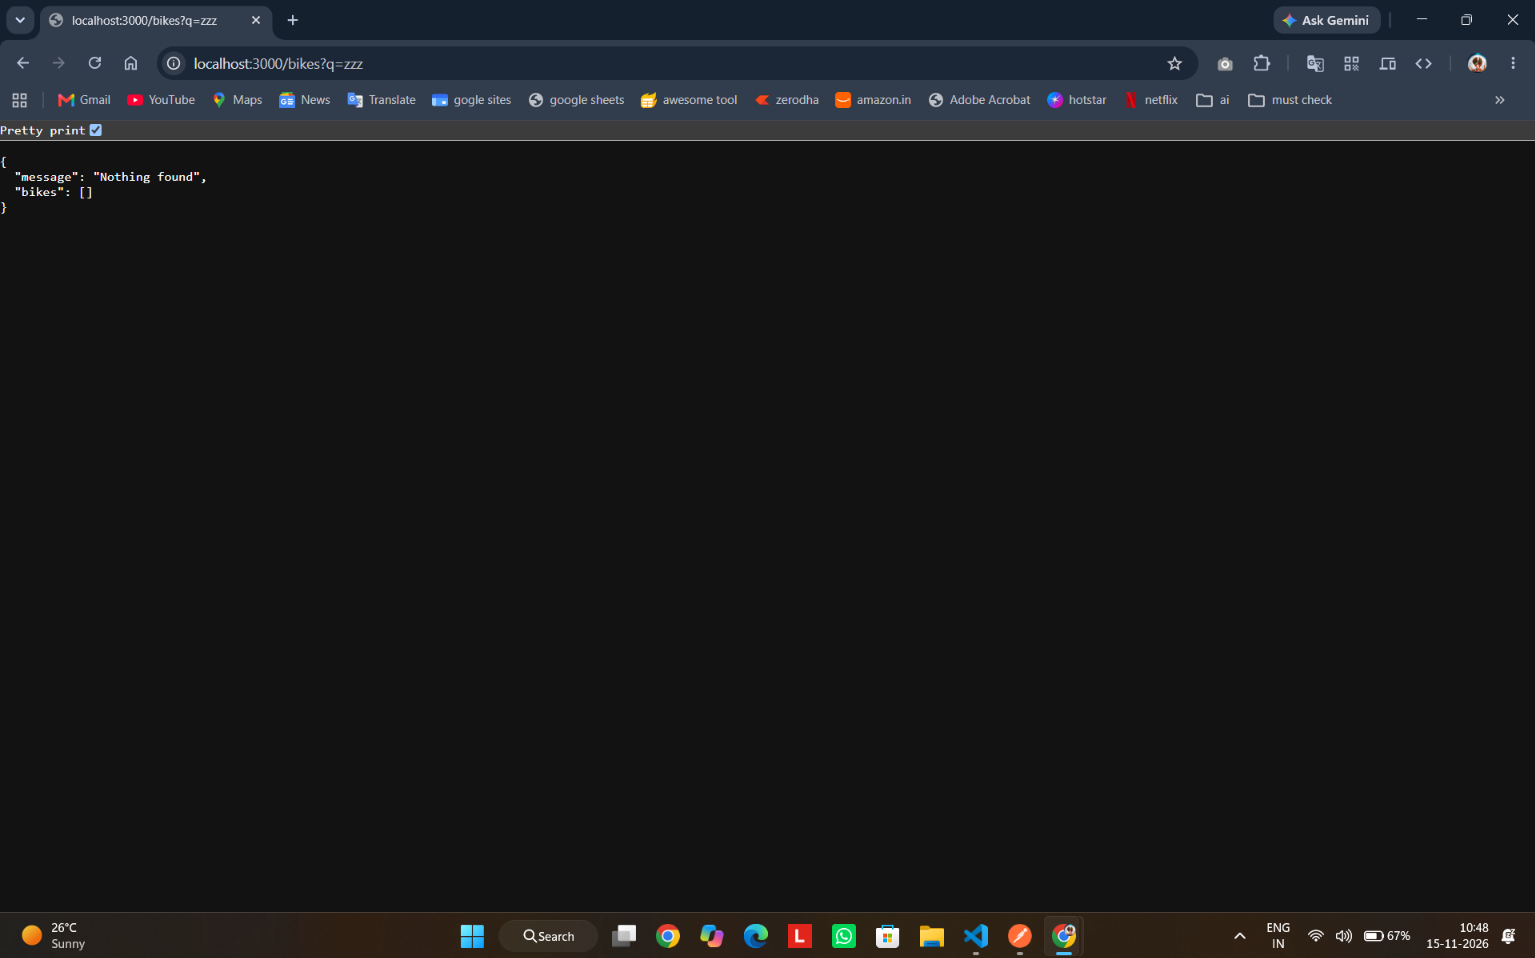 localhost:3000/bikes?q=zzz
Ask Gemini
localhost:3000/bikes?q=zzz
Gmail YouTube Maps News Translate gogle sites google sheets awesome tool zerodha amazon.in Adobe Acrobat hotstar netflix ai must check
Pretty print
{
"message": "Nothing found",
"bikes": []
}
26°C
Sunny
Search
ENG
IN
67%
10:48
15-11-2026